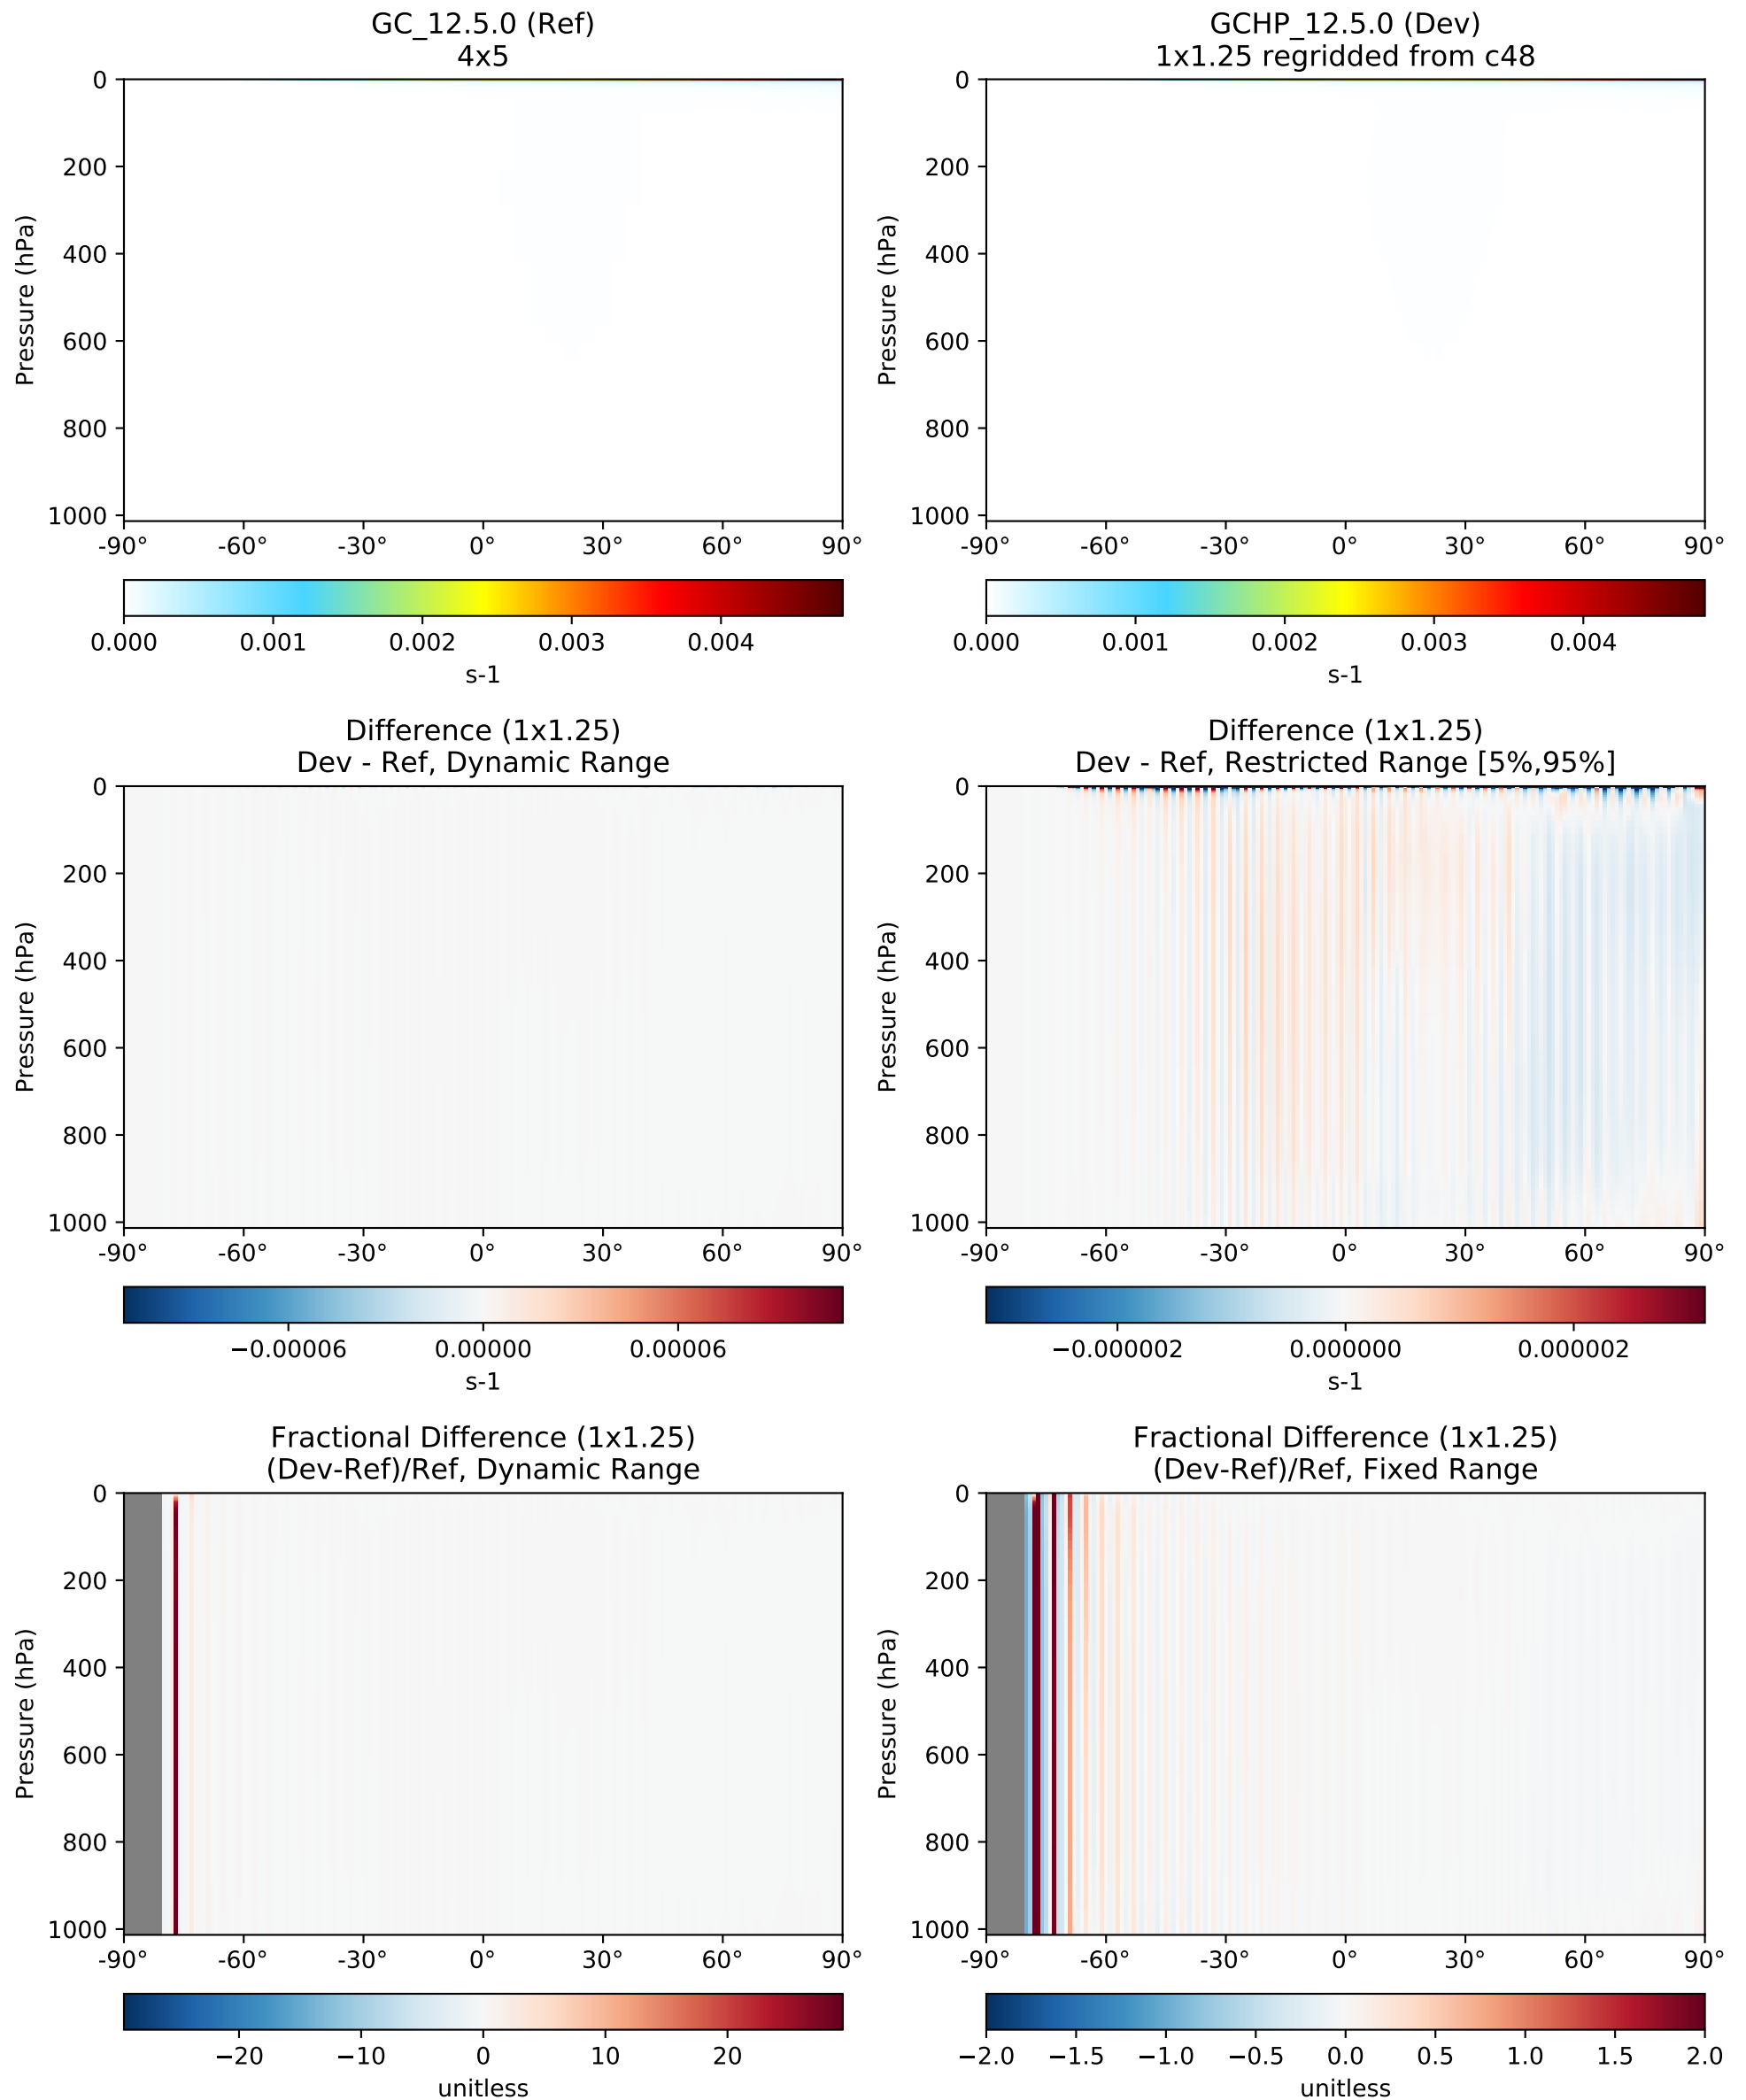 GC_12.5.0 (Ref)
4x5
0
200
400
600
800
1000
Pressure (hPa)
-90° -60° -30° 0° 30° 60° 90°
0.000 0.001 0.002 0.003 0.004
s-1
GCHP_12.5.0 (Dev)
1x1.25 regridded from c48
0
200
400
600
800
1000
Pressure (hPa)
-90° -60° -30° 0° 30° 60° 90°
0.000 0.001 0.002 0.003 0.004
s-1
Difference (1x1.25)
Dev - Ref, Dynamic Range
0
200
400
600
800
1000
Pressure (hPa)
-90° -60° -30° 0° 30° 60° 90°
−0.00006 0.00000 0.00006
s-1
Difference (1x1.25)
Dev - Ref, Restricted Range [5%,95%]
0
200
400
600
800
1000
Pressure (hPa)
-90° -60° -30° 0° 30° 60° 90°
−0.000002 0.000000 0.000002
s-1
Fractional Difference (1x1.25)
(Dev-Ref)/Ref, Dynamic Range
0
200
400
600
800
1000
Pressure (hPa)
-90° -60° -30° 0° 30° 60° 90°
−20 −10 0 10 20
unitless
Fractional Difference (1x1.25)
(Dev-Ref)/Ref, Fixed Range
0
200
400
600
800
1000
Pressure (hPa)
-90° -60° -30° 0° 30° 60° 90°
−2.0 −1.5 −1.0 −0.5 0.0 0.5 1.0 1.5 2.0
unitless